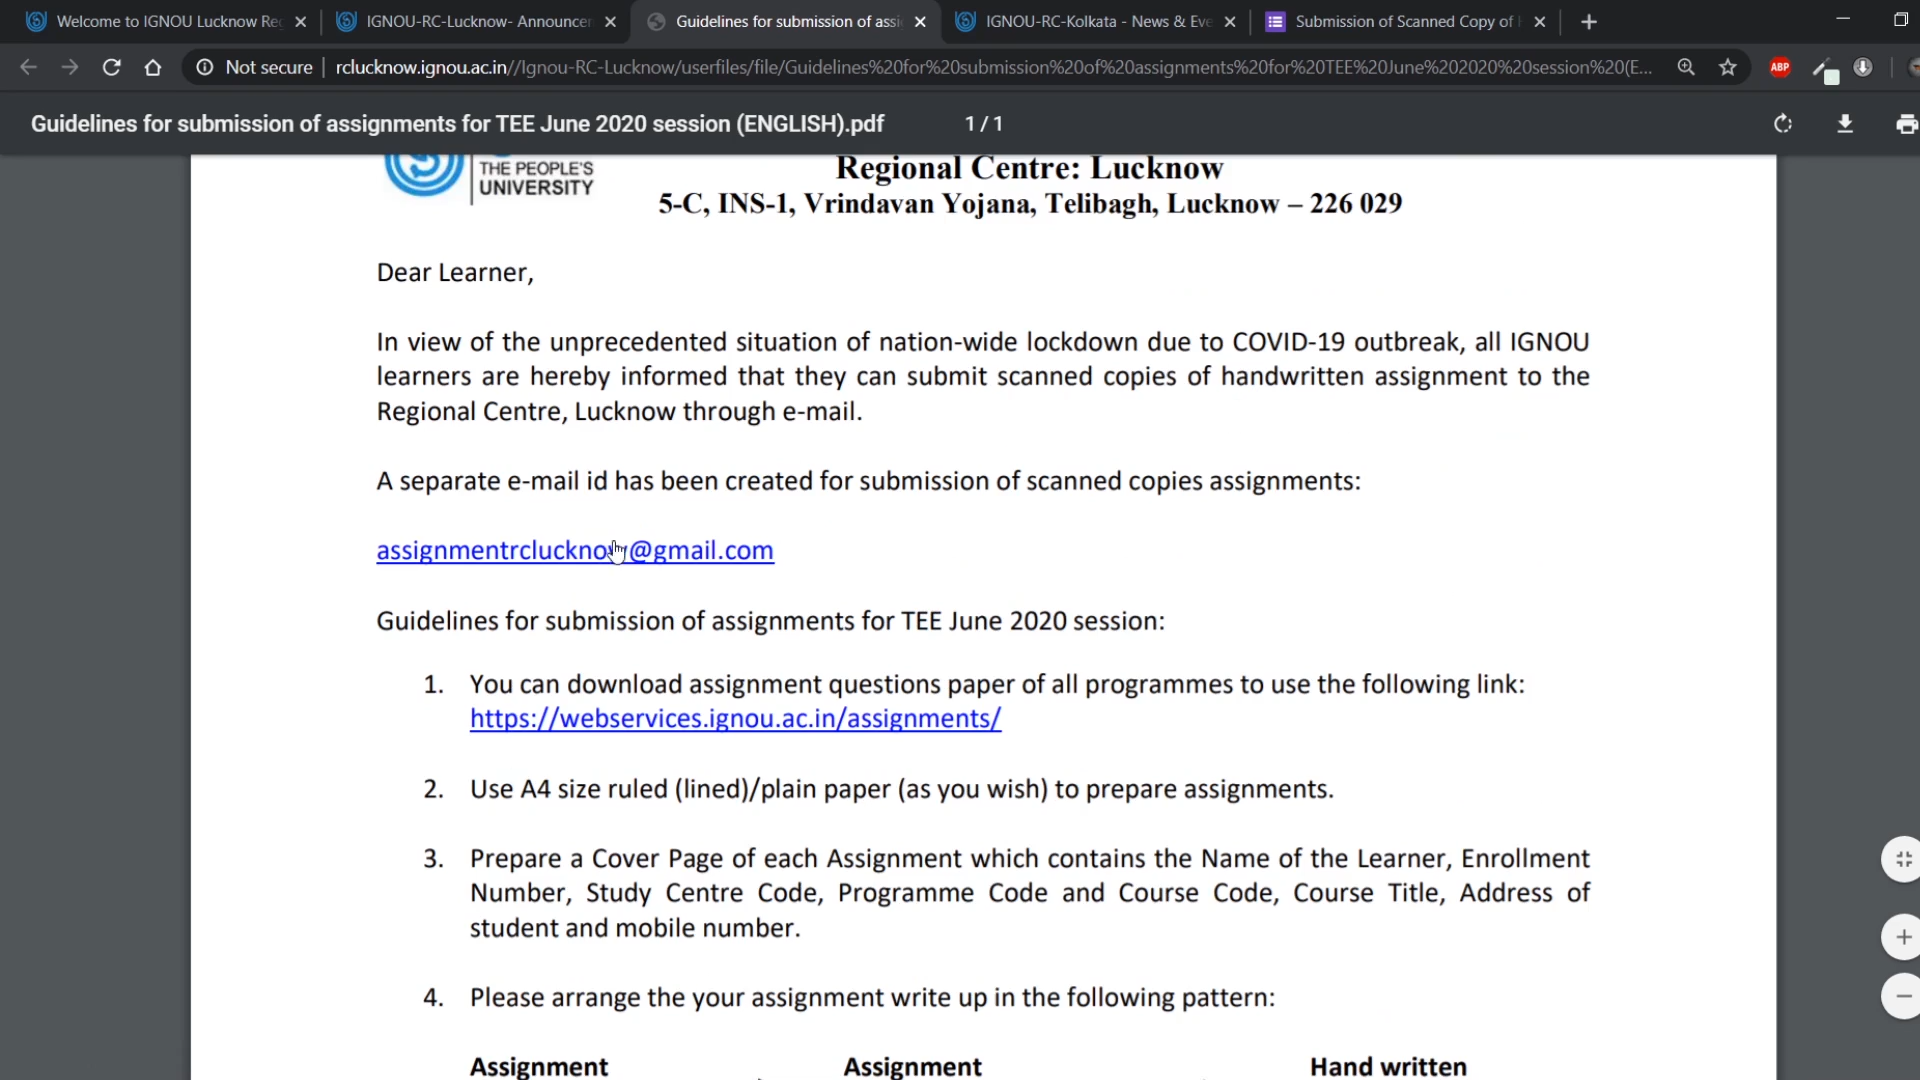 Welcome to IGNOU Lucknow Re
IGNOU-RC-Lucknow- Announcer
Guidelines for submission of assi
IGNOU-RC-Kolkata - News & Eve
Submission of Scanned Copy of
Not secure
rclucknow.ignou.ac.in//Ignou-RC-Lucknow/userfiles/file/Guidelines%20for%20submission%20of%20assignments%20for%20TEE%20June%202020%20session%20(E...
ABP
Guidelines for submission of assignments for TEE June 2020 session (ENGLISH).pdf
1 / 1
THE PEOPLE'S
UNIVERSITY
Regional Centre: Lucknow
5-C, INS-1, Vrindavan Yojana, Telibagh, Lucknow – 226 029
Dear Learner,
In view of the unprecedented situation of nation-wide lockdown due to COVID-19 outbreak, all IGNOU
learners are hereby informed that they can submit scanned copies of handwritten assignment to the
Regional Centre, Lucknow through e-mail.
A separate e-mail id has been created for submission of scanned copies assignments:
assignmentrclucknow@gmail.com
Guidelines for submission of assignments for TEE June 2020 session:
1. You can download assignment questions paper of all programmes to use the following link:
https://webservices.ignou.ac.in/assignments/
2. Use A4 size ruled (lined)/plain paper (as you wish) to prepare assignments.
3. Prepare a Cover Page of each Assignment which contains the Name of the Learner, Enrollment
Number, Study Centre Code, Programme Code and Course Code, Course Title, Address of
student and mobile number.
4. Please arrange the your assignment write up in the following pattern:
Assignment Assignment Hand written